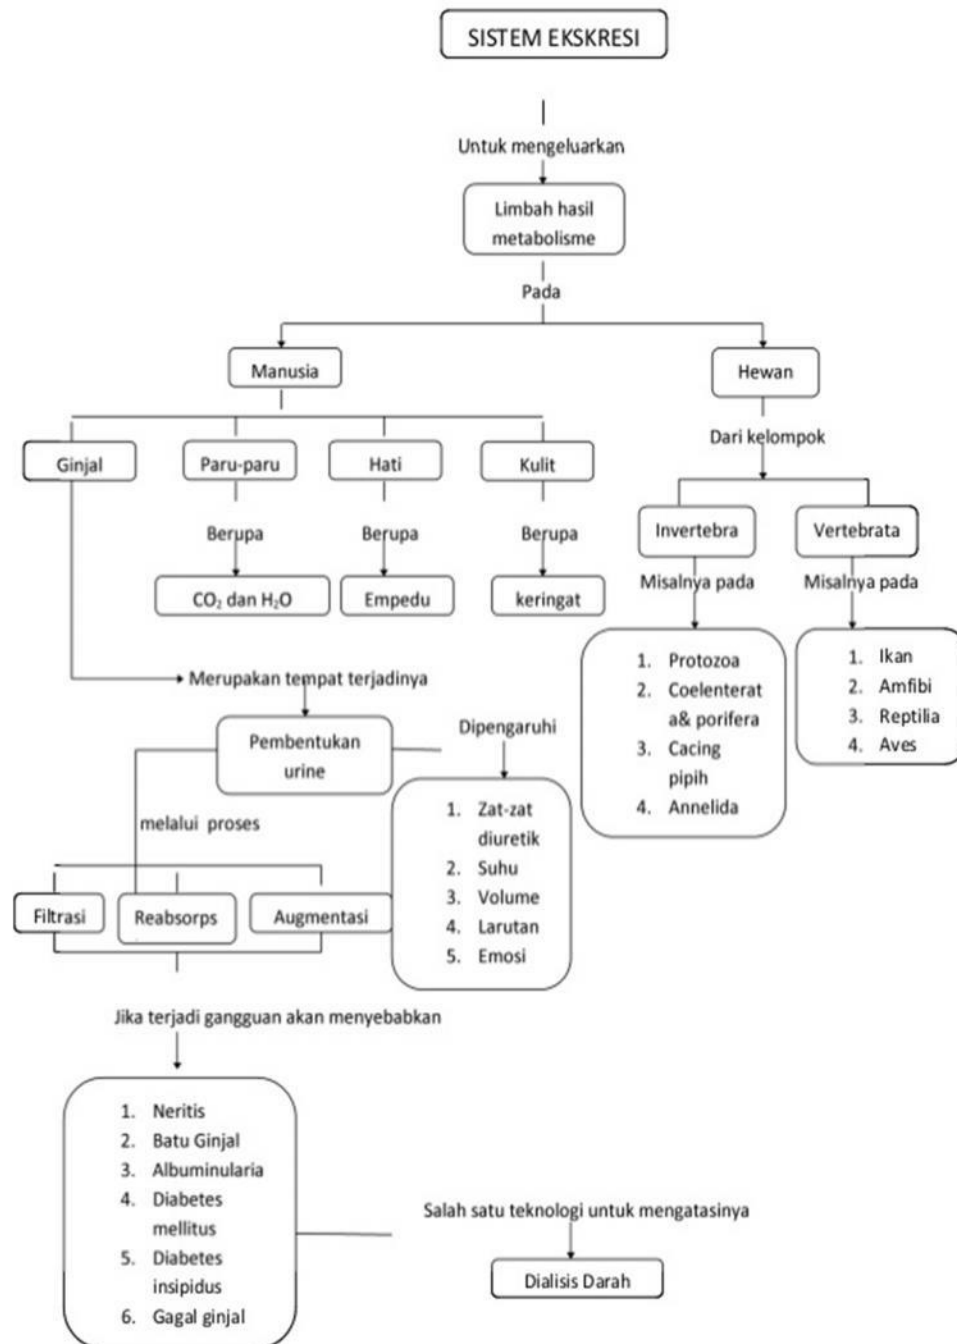 SISTEM EKSKRESI
Untuk mengeluarkan
Limbah hasil
metabolisme
Pada
Manusia
Hewan
Ginjal
Paru-paru
Hati
Kulit
Dari kelompok
Berupa
Berupa
Berupa
Invertebra
Vertebrata
CO₂ dan H₂O
Empedu
keringat
Misalnya pada
Misalnya pada
1. Protozoa
2. Coelenterat
a& porifera
3. Cacing
pipih
4. Annelida
1. Ikan
2. Amfibi
3. Reptilia
4. Aves
Merupakan tempat terjadinya
Pembentukan
urine
Dipengaruhi
1. Zat-zat
diuretik
2. Suhu
3. Volume
4. Larutan
5. Emosi
melalui proses
Filtrasi
Reabsorps
Augmentasi
Jika terjadi gangguan akan menyebabkan
1. Neritis
2. Batu Ginjal
3. Albuminularia
4. Diabetes
mellitus
5. Diabetes
insipidus
6. Gagal ginjal
Salah satu teknologi untuk mengatasinya
Dialisis Darah